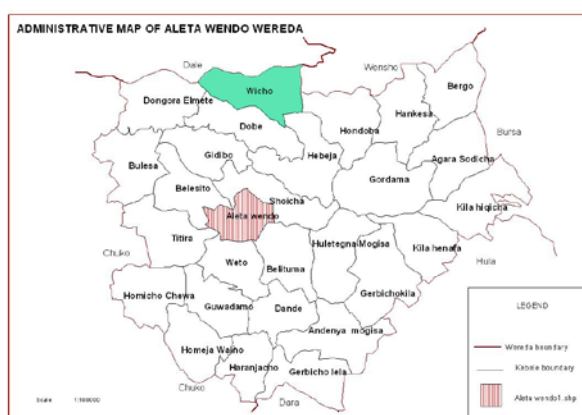 ADMINISTRATIVE MAP OF ALETA WENDO WEREDA
Dale
Wensho
Wicho
Bergo
Dongora Elmete
Hankesa
Dobe
Hondoba
Bursa
Gidibo
Hebeja
Bulesa
Agara Sodicha
Gordama
Belesito
Shoicha
Kila hiqicha
Aleta wendo
Titira
Huletegna
Mogisa
Kila henafa
Chuko
Weto
Hula
Belituma
Homicho Chewa
Gerbichokila
LEGEND
Guwadamo
Dande
Andenya mogisa
Wereda boundary
Homeja Waino
Kebele boundary
Haranjacho
Gerbicho lela
Chuko
Aleta wendo1.shp
Scale
Dara